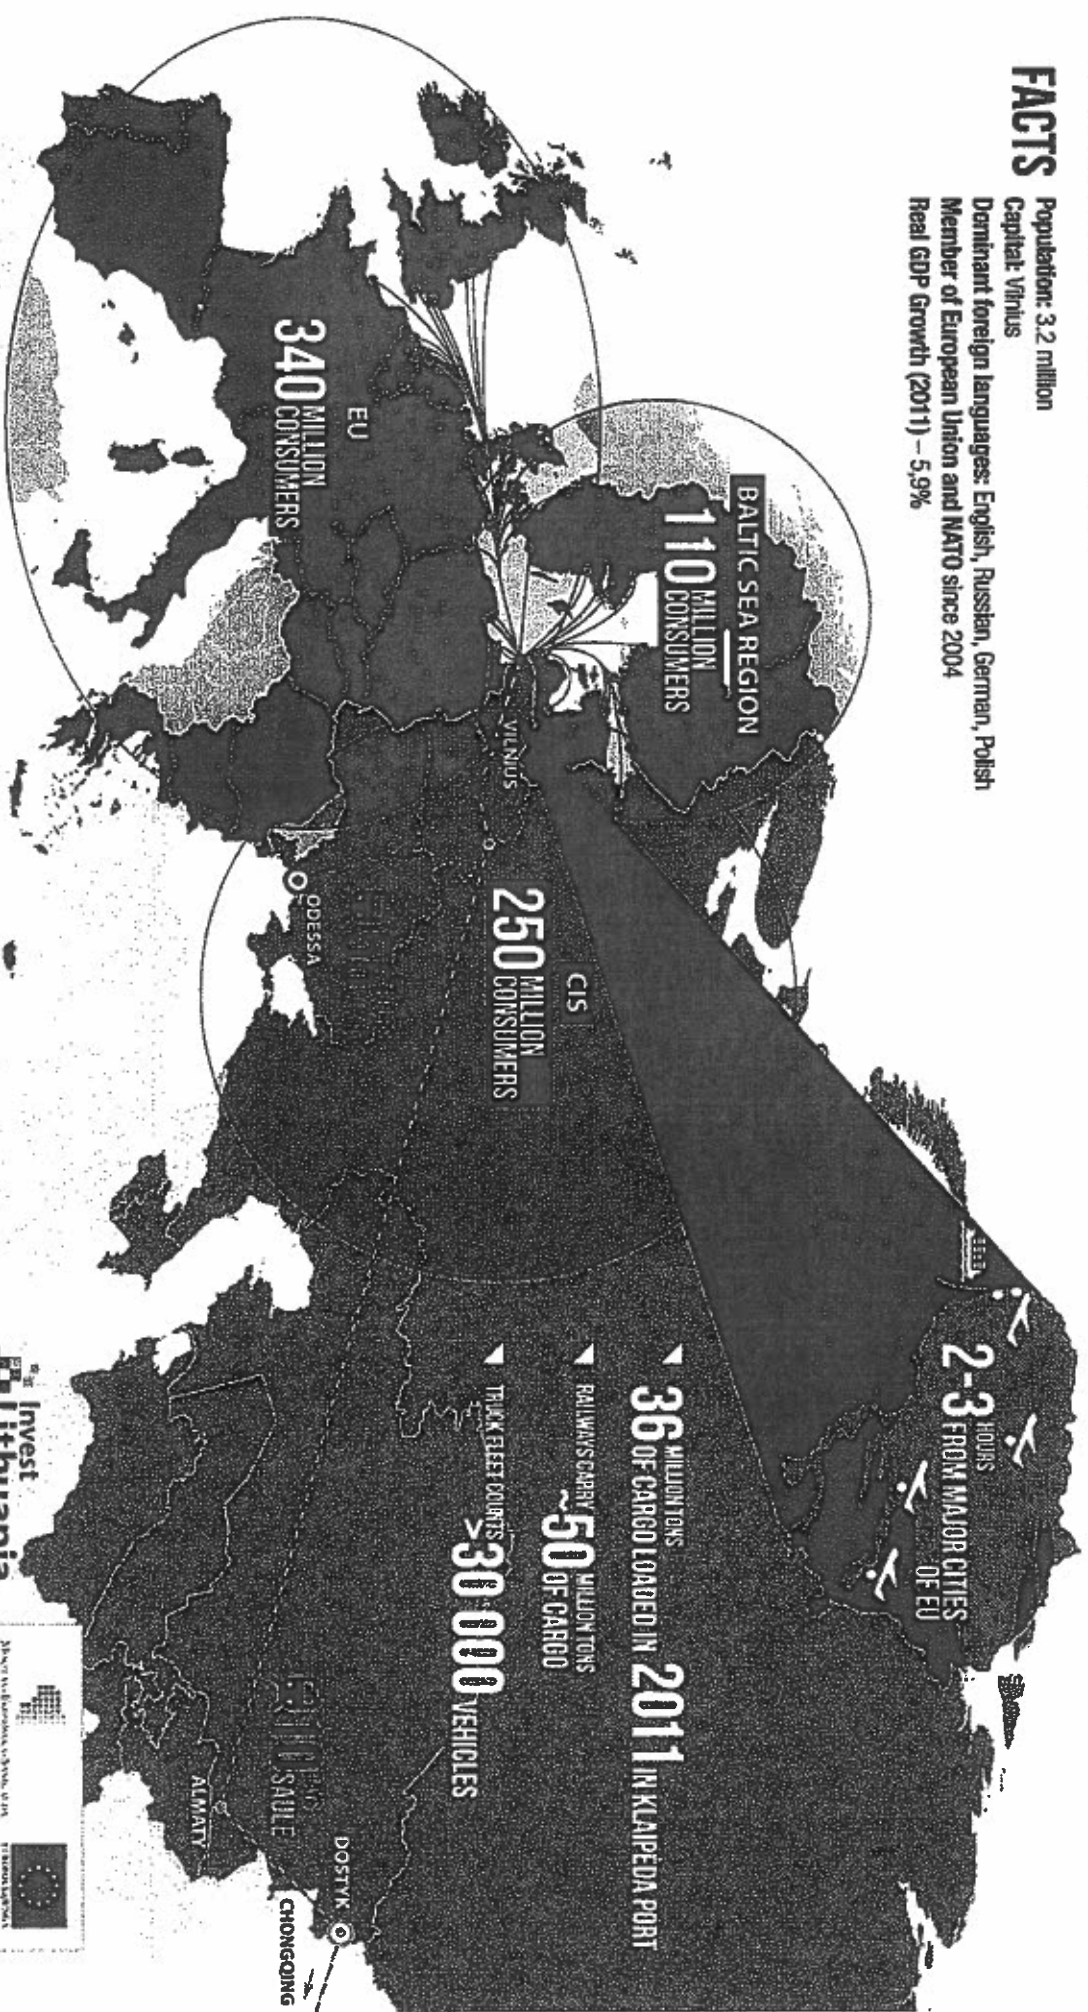 FACTS
Population: 3.2 million
Capital: Vilnius
Dominant foreign languages: English, Russian, German, Polish
Member of European Union and NATO since 2004
Real GDP Growth (2011) – 5,9%
BALTIC SEA REGION
110 MILLION
CONSUMERS
EU
340 MILLION
CONSUMERS
VILNIUS
CIS
250 MILLION
CONSUMERS
ODESSA
2-3 HOURS
FROM MAJOR CITIES
OF EU
36 MILLION TONS
OF CARGO LOADED IN 2011 IN KLAIPĖDA PORT
RAILWAYS CARRY ~50 MILLION TONS
OF CARGO
TRUCK FLEET COUNTS
>30 000 VEHICLES
SAULE
ALMATY
DOSTYK
CHONGQING
Invest
Lithuania